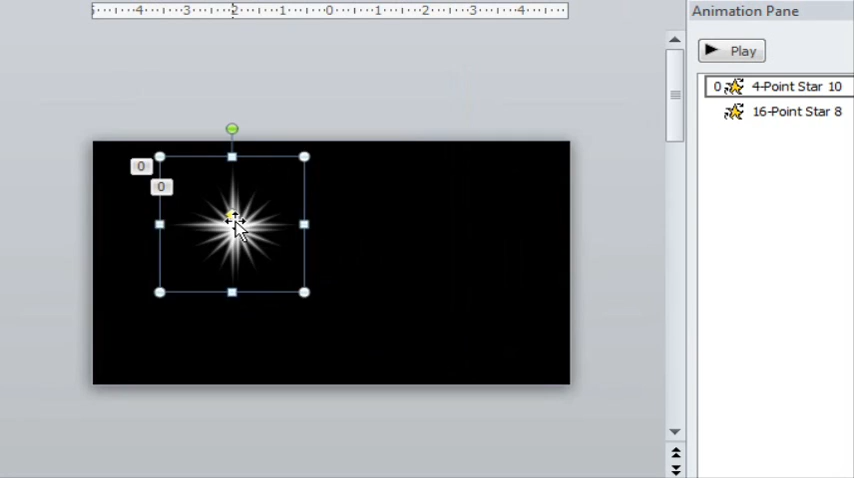 4 3 2 1 0 1 2 3 4
Animation Pane
Play
0 4-Point Star 10
16-Point Star 8
0
0